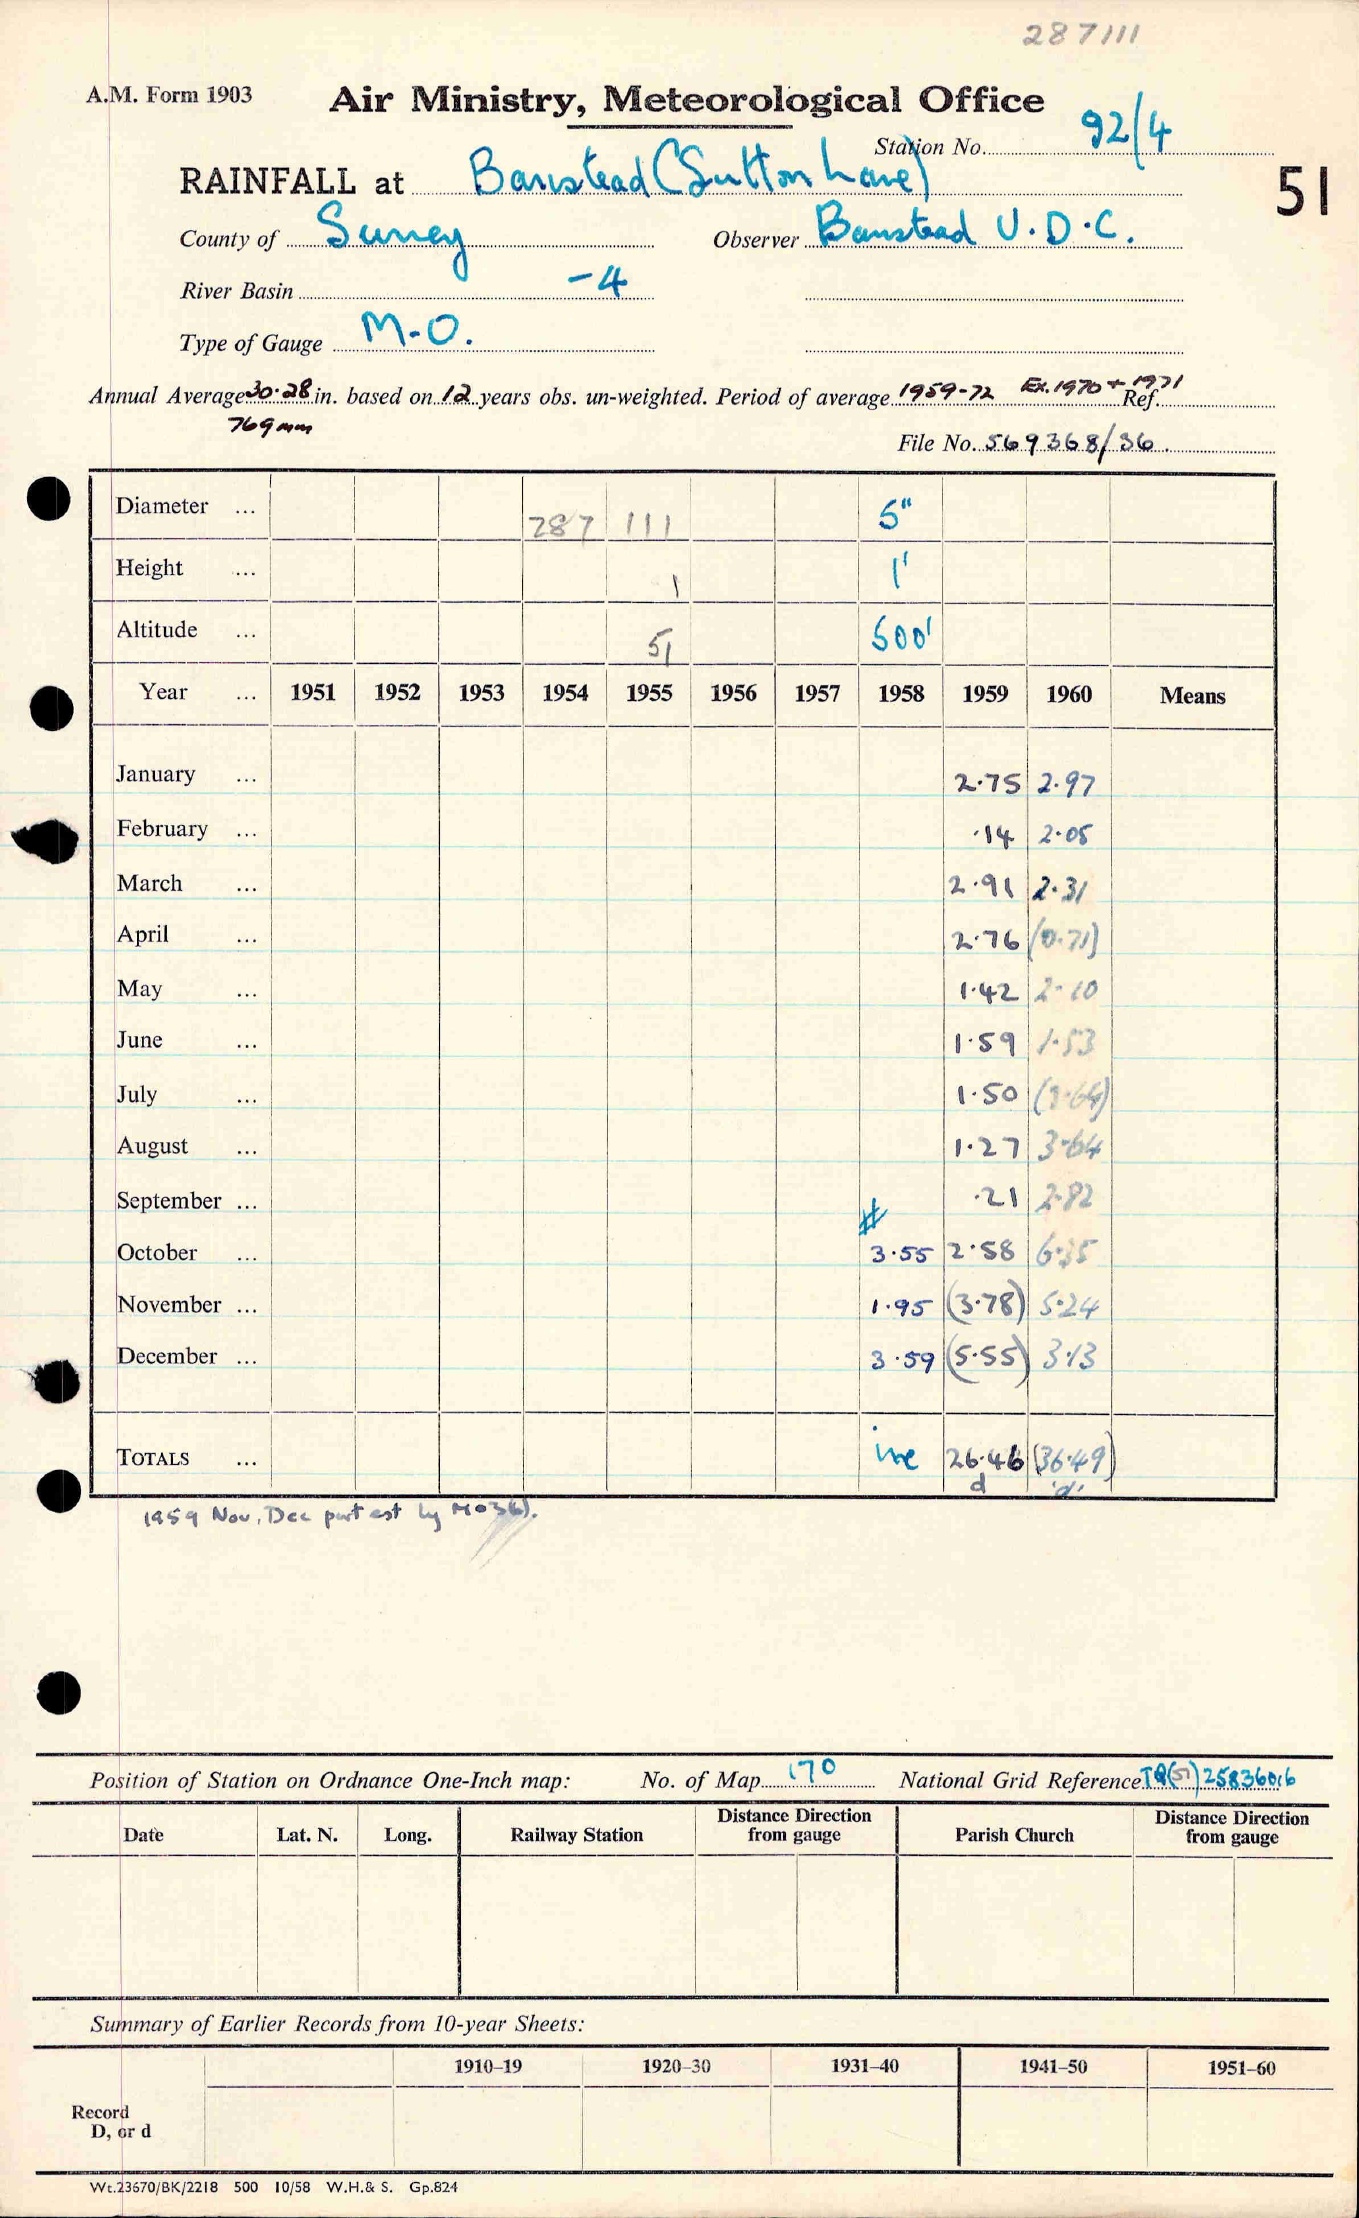 287111
A.M. Form 1903
Air Ministry, Meteorological Office
Station No. 92/4
RAINFALL at Banstead (Sutton Lane)
51
County of Surrey Observer Banstead U.D.C.
River Basin -4
Type of Gauge M.O.
Annual Average 30.28 in. based on 12 years obs. un-weighted. Period of average 1959-72 Ex. 1970 + 1971 Ref.
769mm
File No. 569368/36.
Diameter ... 287 111 5"
Height ... 1 1'
Altitude ... 51 500'
Year ... 1951 1952 1953 1954 1955 1956 1957 1958 1959 1960 Means
January ... 2.75 2.97
February ... .14 2.05
March ... 2.91 2.31
April ... 2.76 (0.71)
May ... 1.42 2.10
June ... 1.59 1.53
July ... 1.50 (3.64)
August ... 1.27 3.64
September ... .21 2.82
#
October ... 3.55 2.58 6.35
November ... 1.95 (3.78) 5.24
December ... 3.59 (5.55) 3.13
TOTALS ... inc 26.46 (36.49)
d 'd'
1959 Nov, Dec part est by MO3(b).
Position of Station on Ordnance One-Inch map: No. of Map 170 National Grid Reference TQ(51) 25836016
Date Lat. N. Long. Railway Station Distance Direction from gauge Parish Church Distance Direction from gauge
Summary of Earlier Records from 10-year Sheets:
1910–19 1920–30 1931–40 1941–50 1951–60
Record
D, or d
Wt.23670/BK/2218 500 10/58 W.H.& S. Gp.824